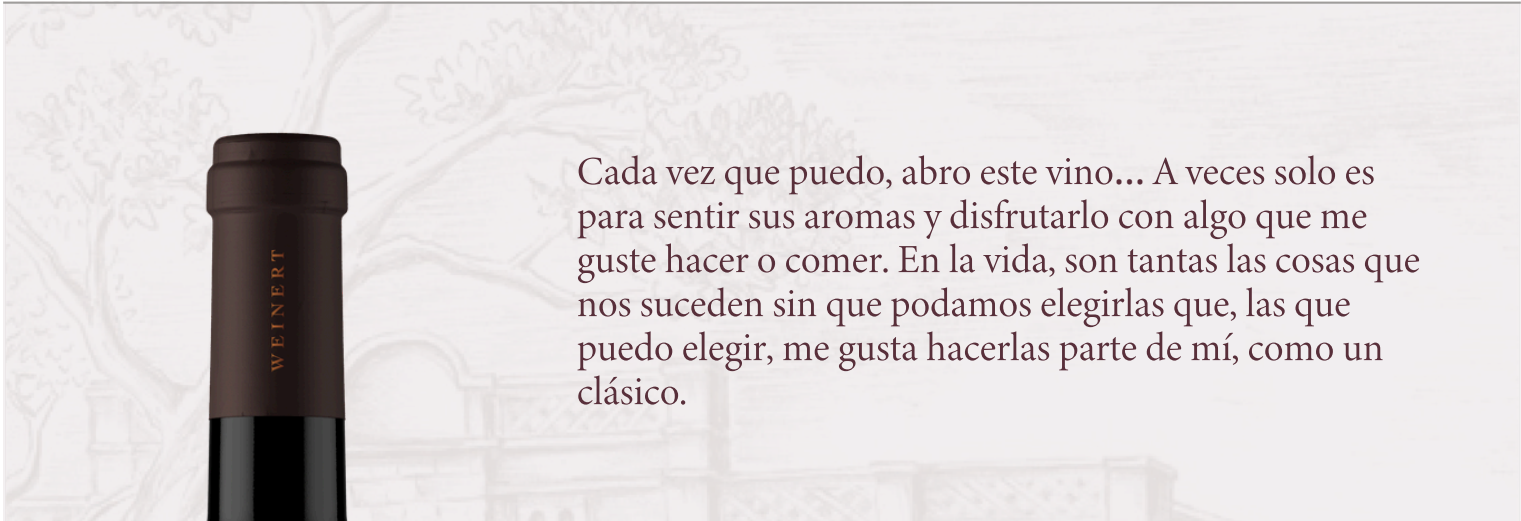 WEINERT
Cada vez que puedo, abro este vino... A veces solo es
para sentir sus aromas y disfrutarlo con algo que me
guste hacer o comer. En la vida, son tantas las cosas que
nos suceden sin que podamos elegirlas que, las que
puedo elegir, me gusta hacerlas parte de mí, como un
clásico.